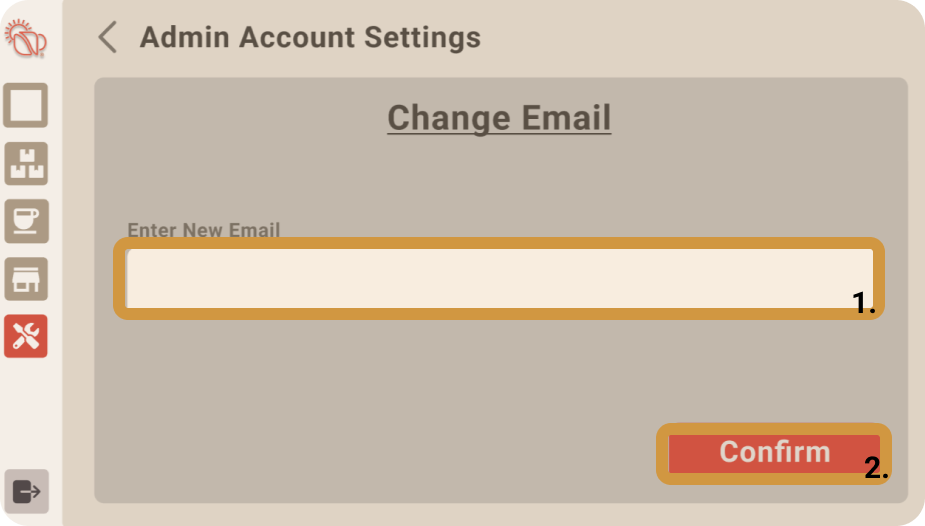 Admin Account Settings
Change Email
Enter New Email
1.
Confirm
2.